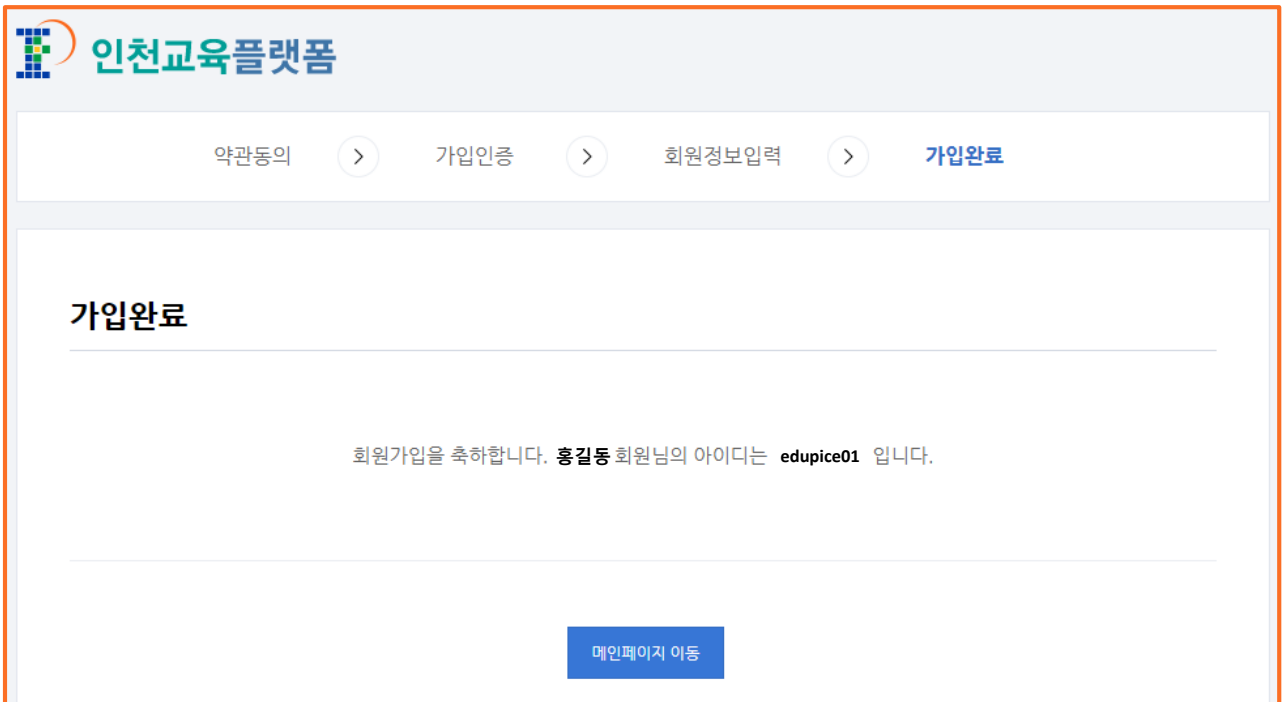 인천교육플랫폼
약관동의 > 가입인증 > 회원정보입력 > 가입완료
가입완료
회원가입을 축하합니다. 홍길동 회원님의 아이디는 edupice01 입니다.
메인페이지 이동